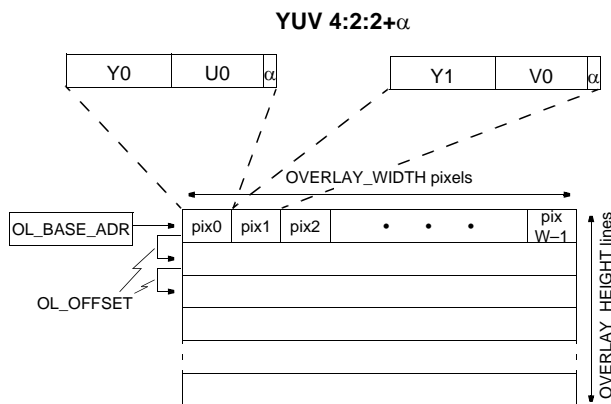 YUV 4:2:2+α
Y0 U0 α Y1 V0 α
OVERLAY_WIDTH pixels
OL_BASE_ADR
pix0 pix1 pix2 • • • pix
W–1
OL_OFFSET
OVERLAY_HEIGHT lines